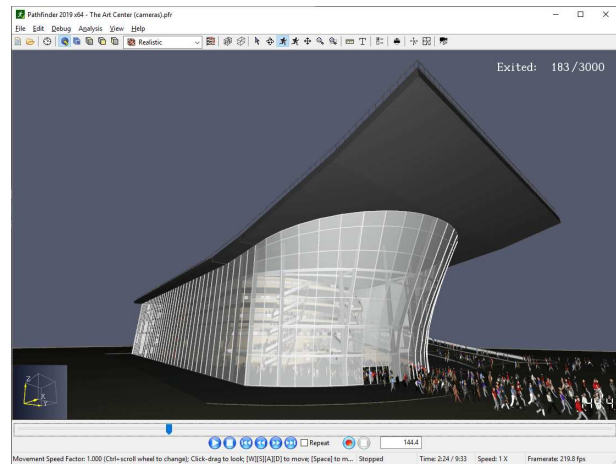 Pathfinder 2019 x64 - The Art Center (cameras).pfr
File Edit Debug Analysis View Help
Realistic
Exited: 183/3000
Z
X
Y
Repeat
144.4
Movement Speed Factor: 1.000 (Ctrl+scroll wheel to change); Click-drag to look; [W][S][A][D] to move; [Space] to m... Stopped Time: 2:24 / 9:33 Speed: 1 X Framerate: 219.8 fps